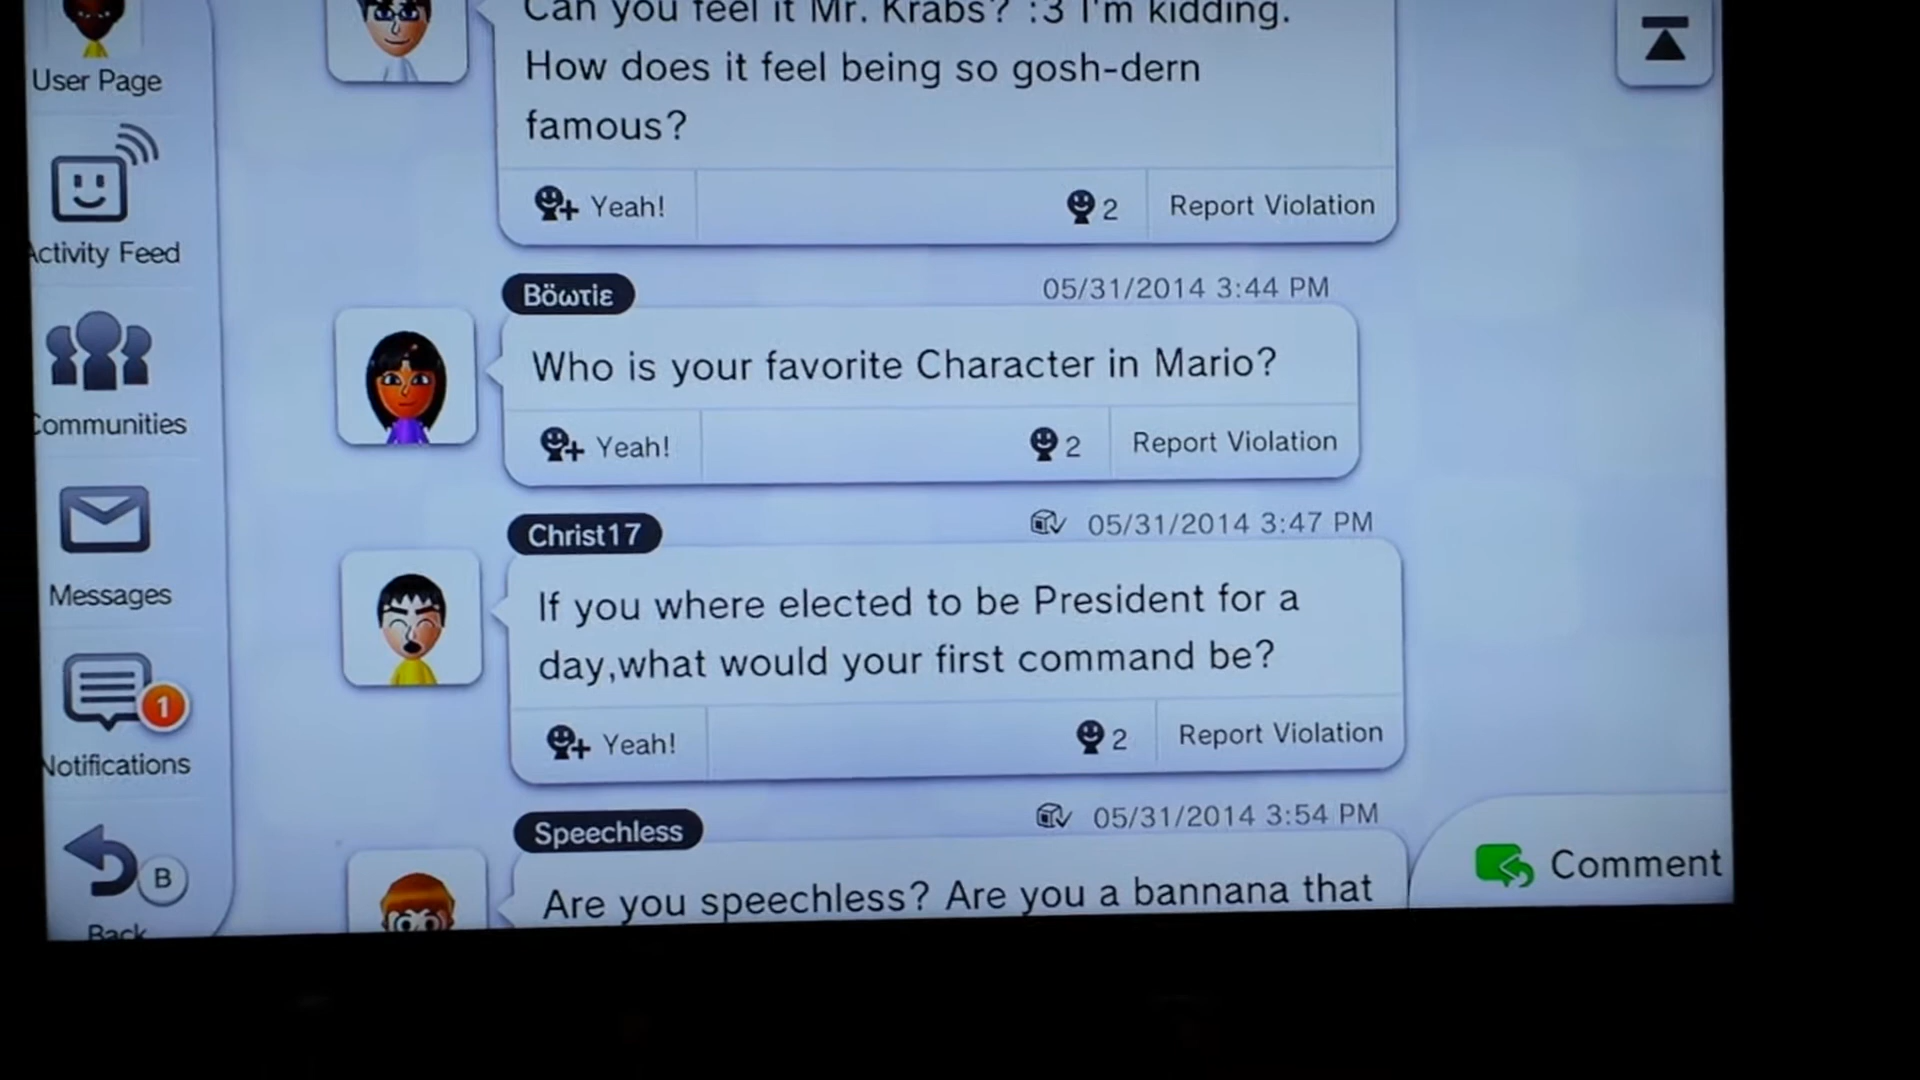 Can you feel it Mr. Krabs? :3 I'm kidding.
How does it feel being so gosh-dern
famous?
Yeah!
2
Report Violation
User Page
Activity Feed
Communities
Messages
1
Notifications
B
Back
Böωτiε
05/31/2014 3:44 PM
Who is your favorite Character in Mario?
Yeah!
2
Report Violation
Christ17
05/31/2014 3:47 PM
If you where elected to be President for a
day,what would your first command be?
Yeah!
2
Report Violation
Speechless
05/31/2014 3:54 PM
Are you speechless? Are you a bannana that
Comment